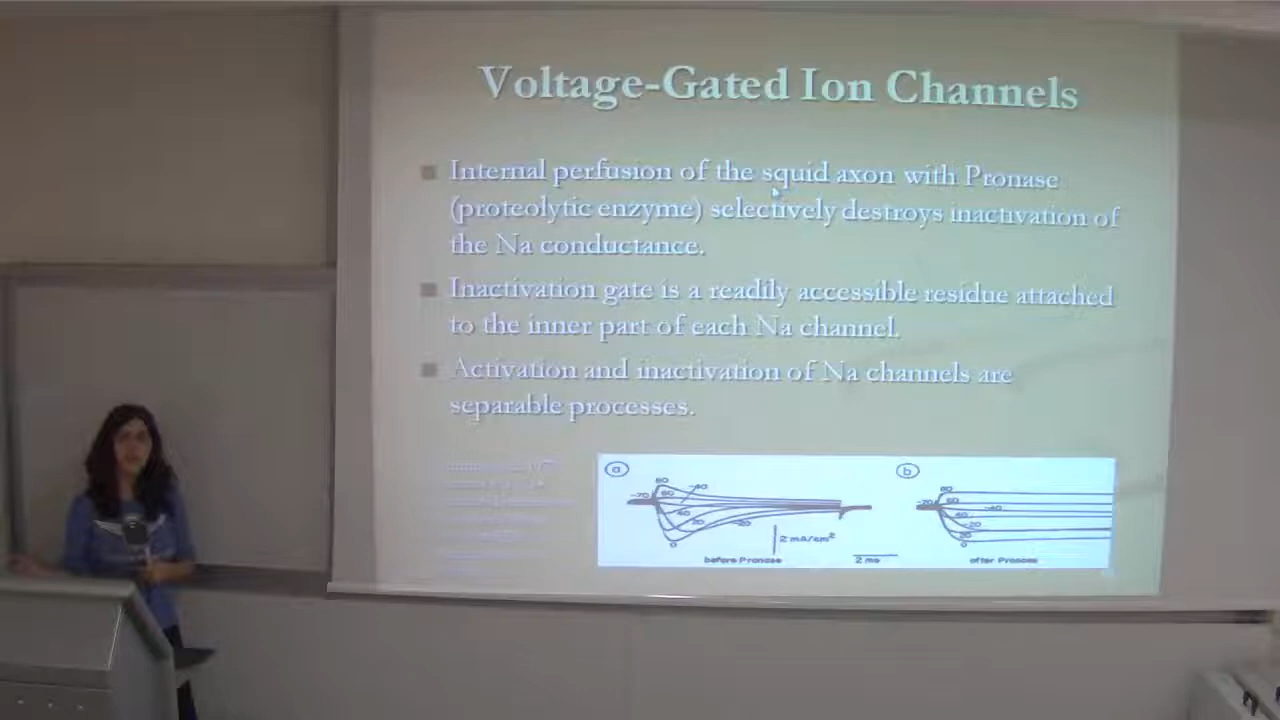 Voltage-Gated Ion Channels
Internal perfusion of the squid axon with Pronase
(proteolytic enzyme) selectively destroys inactivation of
the Na conductance.
Inactivation gate is a readily accessible residue attached
to the inner part of each Na channel.
Activation and inactivation of Na channels are
separable processes.
a
b
80
-40
80
-70
60
-70
60
-40
40
40
20
-20
-20
20
0
0
2 mA/cm²
before Pronase
2 ms
after Pronase